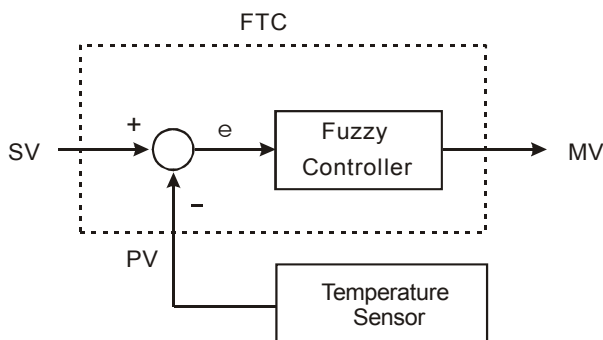 FTC
+
SV
e
Fuzzy
Controller
MV
−
PV
Temperature
Sensor